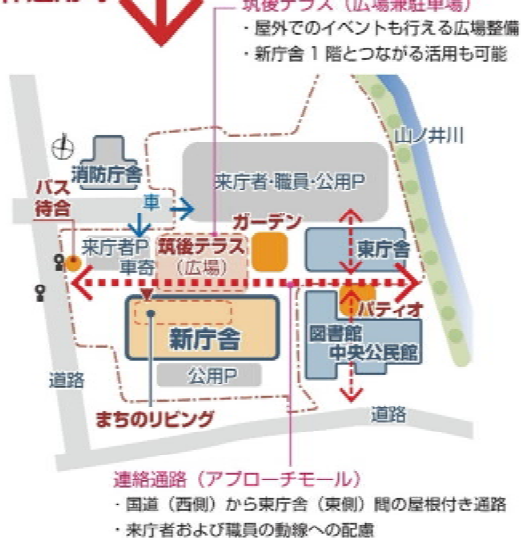 筑後テラス（広場兼駐車場）
・屋外でのイベントも行える広場整備
・新庁舎1階とつながる活用も可能
山ノ井川
消防庁舎
来庁者・職員・公用P
バス
待合
車
ガーデン
来庁者P
車寄
筑後テラス
（広場）
東庁舎
パティオ
新庁舎
図書館
中央公民館
公用P
道路
まちのリビング
道路
連絡通路（アプローチモール）
・国道（西側）から東庁舎（東側）間の屋根付き通路
・来庁者および職員の動線への配慮